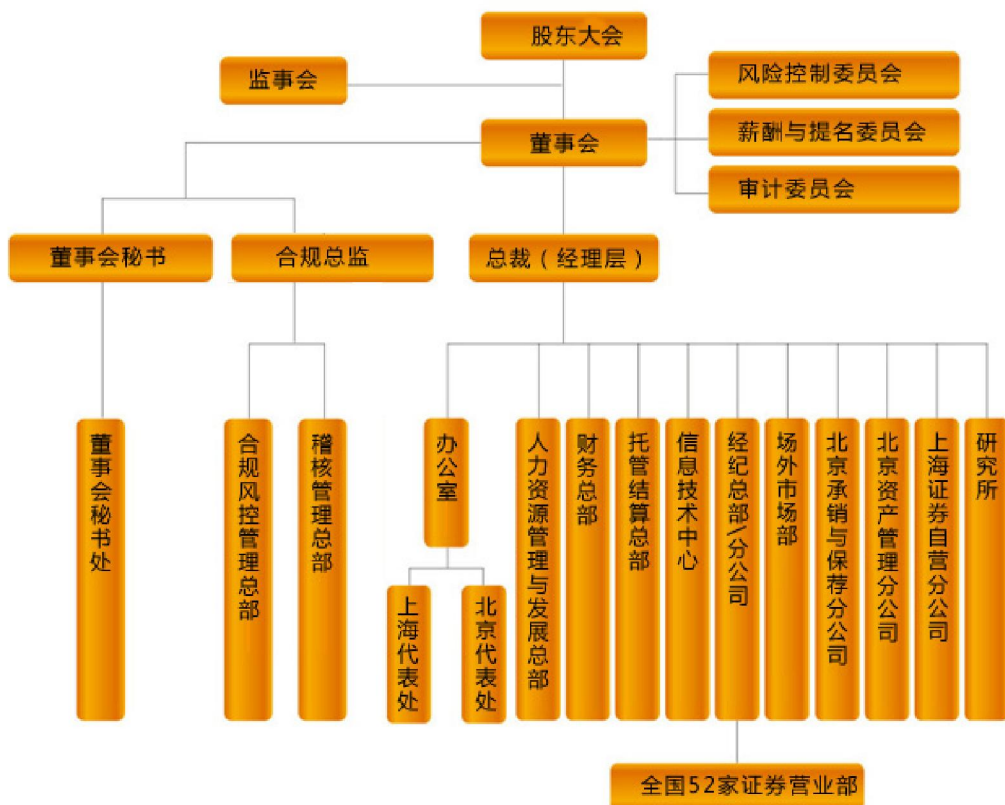 股东大会
监事会
风险控制委员会
董事会
薪酬与提名委员会
审计委员会
董事会秘书
合规总监
总裁（经理层）
董事会秘书处
合规风控管理总部
稽核管理总部
办公室
上海代表处
北京代表处
人力资源管理与发展总部
财务总部
托管结算总部
信息技术中心
经纪总部\分公司
场外市场部
北京承销与保荐分公司
北京资产管理分公司
上海证券自营分公司
研究所
全国52家证券营业部